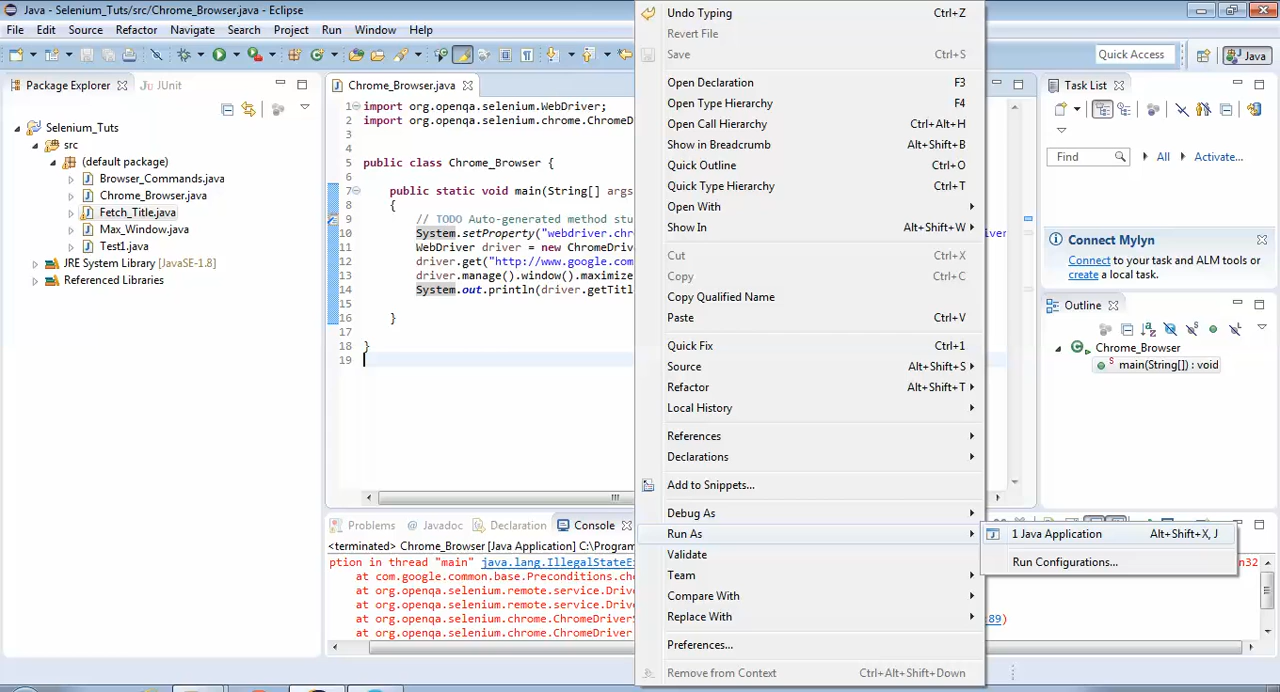 Java - Selenium_Tuts/src/Chrome_Browser.java - Eclipse
File Edit Source Refactor Navigate Search Project Run Window Help
Quick Access
Java
Package Explorer
JUnit
Selenium_Tuts
src
(default package)
Browser_Commands.java
Chrome_Browser.java
Fetch_Title.java
Max_Window.java
Test1.java
JRE System Library [JavaSE-1.8]
Referenced Libraries
Chrome_Browser.java
1 import org.openqa.selenium.WebDriver;
2 import org.openqa.selenium.chrome.ChromeD
3
4
5 public class Chrome_Browser {
6
7 public static void main(String[] args
8 {
9 // TODO Auto-generated method stu
10 System.setProperty("webdriver.chr
11 WebDriver driver = new ChromeDriv
12 driver.get("http://www.google.com
13 driver.manage().window().maximize
14 System.out.println(driver.getTitl
15
16 }
17
18 }
19
Undo Typing Ctrl+Z
Revert File
Save Ctrl+S
Open Declaration F3
Open Type Hierarchy F4
Open Call Hierarchy Ctrl+Alt+H
Show in Breadcrumb Alt+Shift+B
Quick Outline Ctrl+O
Quick Type Hierarchy Ctrl+T
Open With
Show In Alt+Shift+W
Cut Ctrl+X
Copy Ctrl+C
Copy Qualified Name
Paste Ctrl+V
Quick Fix Ctrl+1
Source Alt+Shift+S
Refactor Alt+Shift+T
Local History
References
Declarations
Add to Snippets...
Debug As
Run As
Validate
Team
Compare With
Replace With
Preferences...
Remove from Context Ctrl+Alt+Shift+Down
1 Java Application Alt+Shift+X, J
Run Configurations...
iver
Task List
Find
All
Activate...
Connect Mylyn
Connect to your task and ALM tools or
create a local task.
Outline
Chrome_Browser
main(String[]) : void
Problems
Javadoc
Declaration
Console
<terminated> Chrome_Browser [Java Application] C:\Program
ption in thread "main" java.lang.IllegalStateEx
at com.google.common.base.Preconditions.che
at org.openqa.selenium.remote.service.Drive
at org.openqa.selenium.remote.service.Drive
at org.openqa.selenium.chrome.ChromeDriverS
at org.openqa.selenium.chrome.ChromeDriver
in32
89)